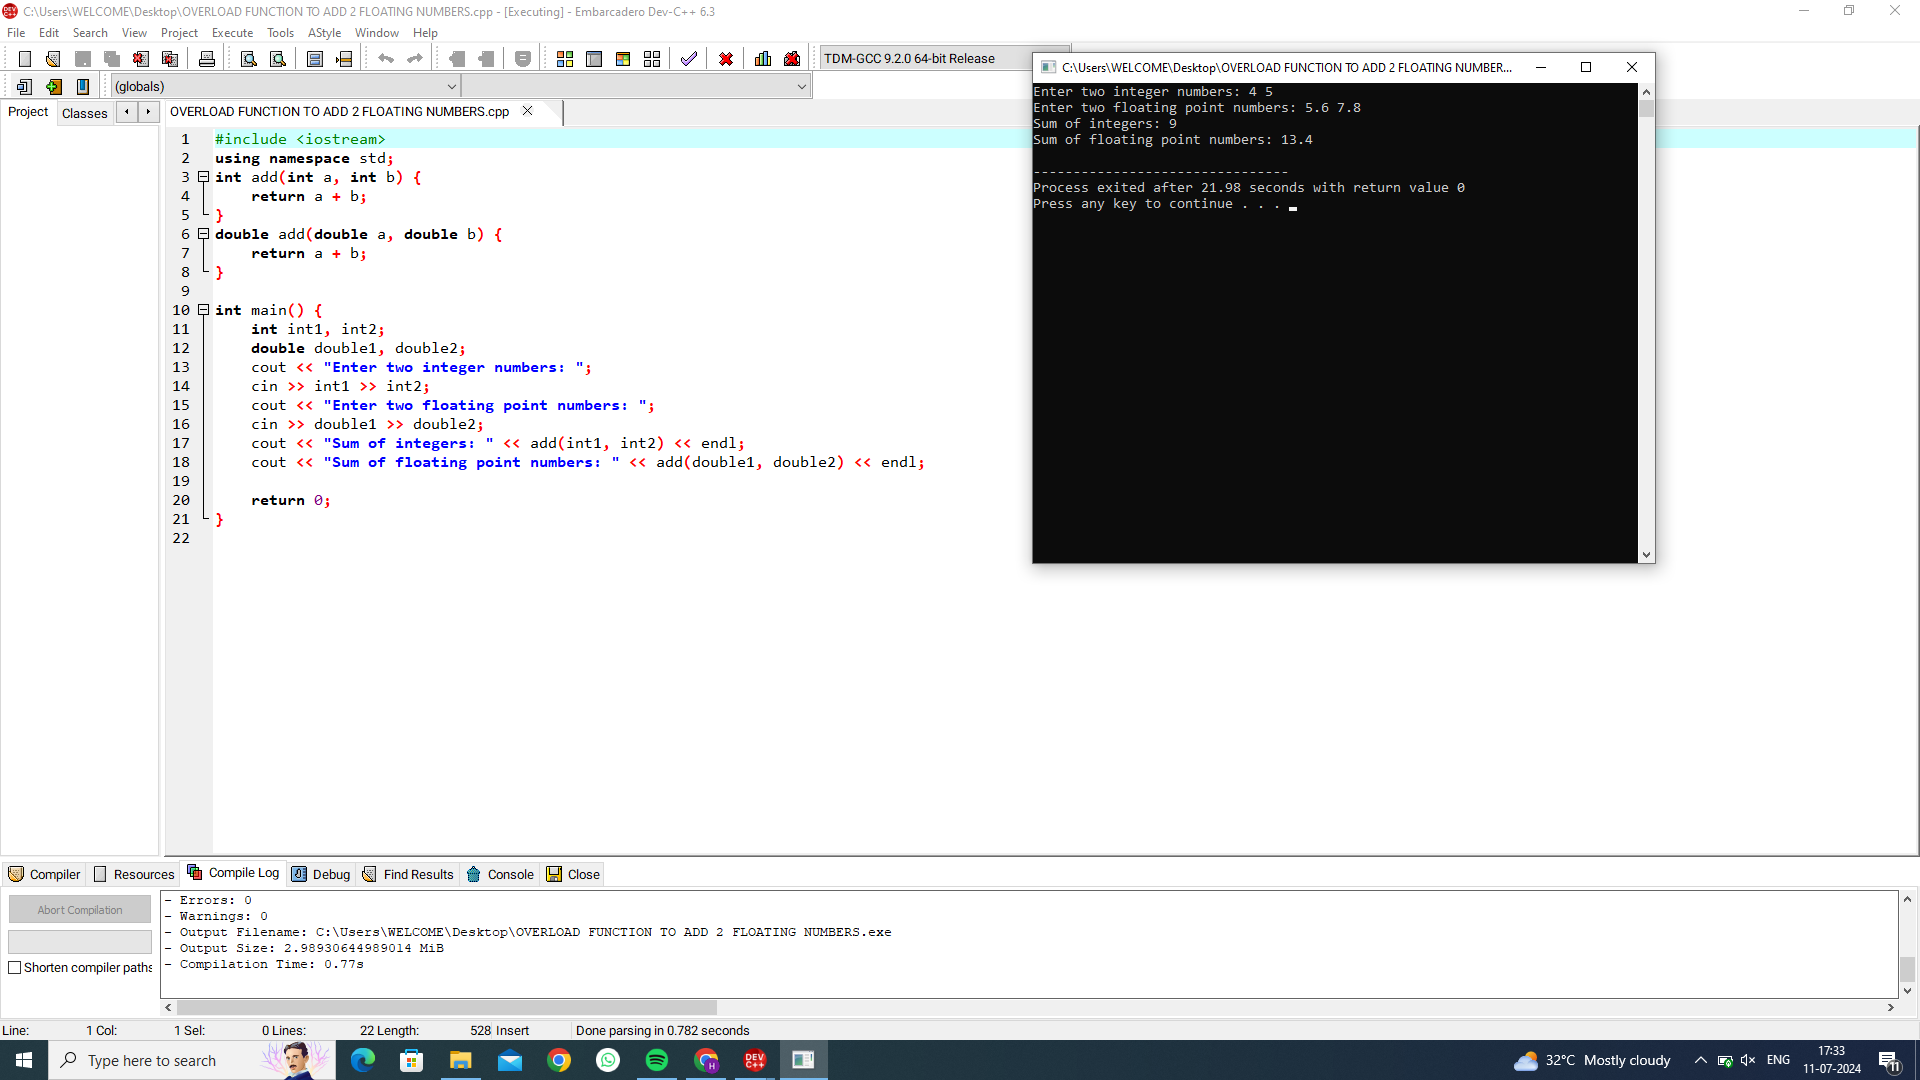 C:\Users\WELCOME\Desktop\OVERLOAD FUNCTION TO ADD 2 FLOATING NUMBERS.cpp - [Executing] - Embarcadero Dev-C++ 6.3
File Edit Search View Project Execute Tools AStyle Window Help
TDM-GCC 9.2.0 64-bit Release
(globals)
Project Classes
OVERLOAD FUNCTION TO ADD 2 FLOATING NUMBERS.cpp
1 #include <iostream>
2 using namespace std;
3 int add(int a, int b) {
4 return a + b;
5 }
6 double add(double a, double b) {
7 return a + b;
8 }
9
10 int main() {
11 int int1, int2;
12 double double1, double2;
13 cout << "Enter two integer numbers: ";
14 cin >> int1 >> int2;
15 cout << "Enter two floating point numbers: ";
16 cin >> double1 >> double2;
17 cout << "Sum of integers: " << add(int1, int2) << endl;
18 cout << "Sum of floating point numbers: " << add(double1, double2) << endl;
19
20 return 0;
21 }
22
C:\Users\WELCOME\Desktop\OVERLOAD FUNCTION TO ADD 2 FLOATING NUMBER...
Enter two integer numbers: 4 5
Enter two floating point numbers: 5.6 7.8
Sum of integers: 9
Sum of floating point numbers: 13.4
--------------------------------
Process exited after 21.98 seconds with return value 0
Press any key to continue . . .
Compiler Resources Compile Log Debug Find Results Console Close
Abort Compilation
Shorten compiler paths
- Errors: 0
- Warnings: 0
- Output Filename: C:\Users\WELCOME\Desktop\OVERLOAD FUNCTION TO ADD 2 FLOATING NUMBERS.exe
- Output Size: 2.98930644989014 MiB
- Compilation Time: 0.77s
Line: 1 Col: 1 Sel: 0 Lines: 22 Length: 528 Insert Done parsing in 0.782 seconds
Type here to search
H
DEV C++
32°C Mostly cloudy
ENG
17:33
11-07-2024
11